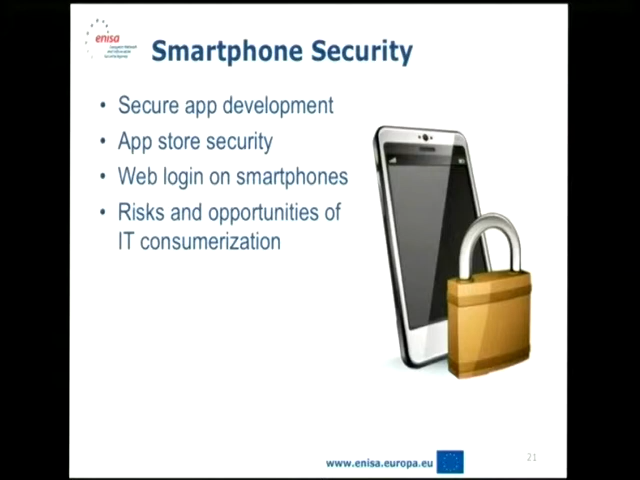 enisa
Smartphone Security
• Secure app development
• App store security
• Web login on smartphones
• Risks and opportunities of
IT consumerization
www.enisa.europa.eu
21